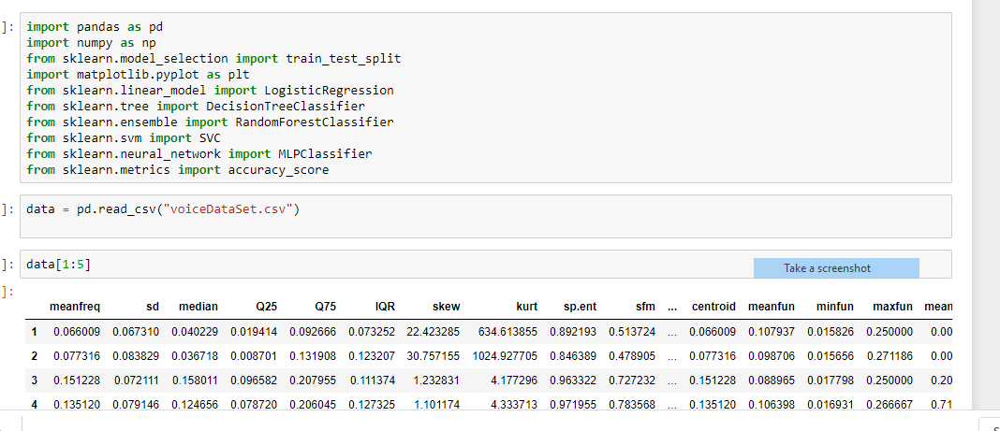 ]:
import pandas as pd
import numpy as np
from sklearn.model_selection import train_test_split
import matplotlib.pyplot as plt
from sklearn.linear_model import LogisticRegression
from sklearn.tree import DecisionTreeClassifier
from sklearn.ensemble import RandomForestClassifier
from sklearn.svm import SVC
from sklearn.neural_network import MLPClassifier
from sklearn.metrics import accuracy_score
]: data = pd.read_csv("voiceDataSet.csv")
]: data[1:5]
Take a screenshot
]:
meanfreq sd median Q25 Q75 IQR skew kurt sp.ent sfm ... centroid meanfun minfun maxfun mean
1 0.066009 0.067310 0.040229 0.019414 0.092666 0.073252 22.423285 634.613855 0.892193 0.513724 ... 0.066009 0.107937 0.015826 0.250000 0.00
2 0.077316 0.083829 0.036718 0.008701 0.131908 0.123207 30.757155 1024.927705 0.846389 0.478905 ... 0.077316 0.098706 0.015656 0.271186 0.00
3 0.151228 0.072111 0.158011 0.096582 0.207955 0.111374 1.232831 4.177296 0.963322 0.727232 ... 0.151228 0.088965 0.017798 0.250000 0.20
4 0.135120 0.079146 0.124656 0.078720 0.206045 0.127325 1.101174 4.333713 0.971955 0.783568 ... 0.135120 0.106398 0.016931 0.266667 0.71